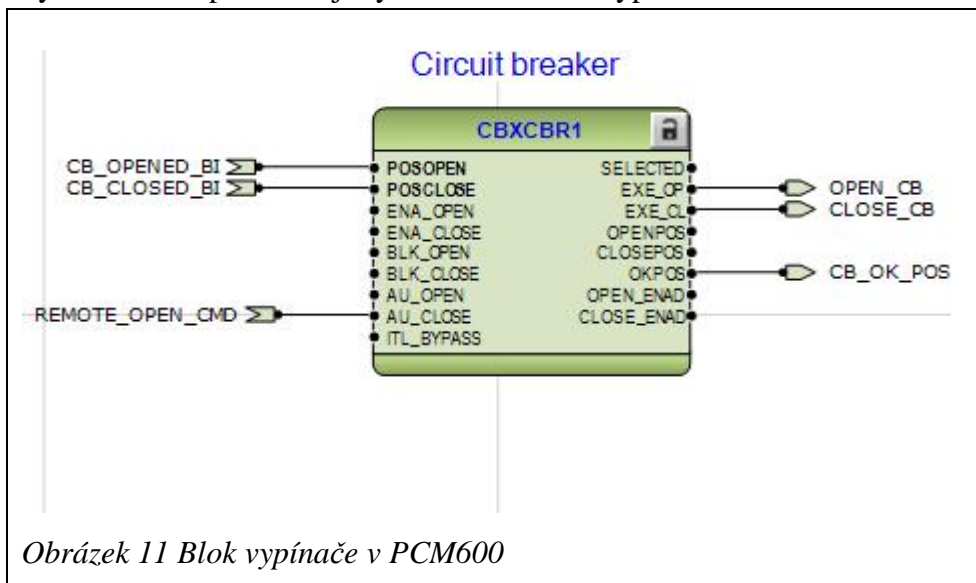 Circuit breaker
CBXCBR1
CB_OPENED_BI
CB_CLOSED_BI
REMOTE_OPEN_CMD
POSOPEN
POSCLOSE
ENA_OPEN
ENA_CLOSE
BLK_OPEN
BLK_CLOSE
AU_OPEN
AU_CLOSE
ITL_BYPASS
SELECTED
EXE_OP
EXE_CL
OPENPOS
CLOSEPOS
OKPOS
OPEN_ENAD
CLOSE_ENAD
OPEN_CB
CLOSE_CB
CB_OK_POS
Obrázek 11 Blok vypínače v PCM600